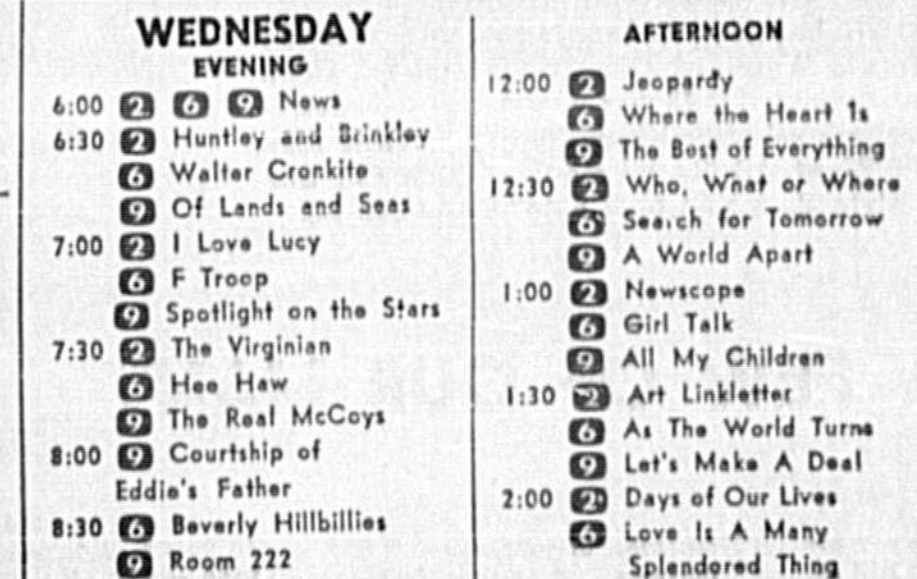 WEDNESDAY
EVENING
6:00 2 6 9 News
6:30 2 Huntley and Brinkley
6 Walter Cronkite
9 Of Lands and Seas
7:00 2 I Love Lucy
6 F Troop
9 Spotlight on the Stars
7:30 2 The Virginian
6 Hee Haw
9 The Real McCoys
8:00 9 Courtship of
Eddie's Father
8:30 6 Beverly Hillbillies
9 Room 222
AFTERNOON
12:00 2 Jeopardy
6 Where the Heart Is
9 The Best of Everything
12:30 2 Who, What or Where
6 Search for Tomorrow
9 A World Apart
1:00 2 Newscope
6 Girl Talk
9 All My Children
1:30 2 Art Linkletter
6 As The World Turns
9 Let's Make A Deal
2:00 2 Days of Our Lives
6 Love Is A Many
Splendored Thing